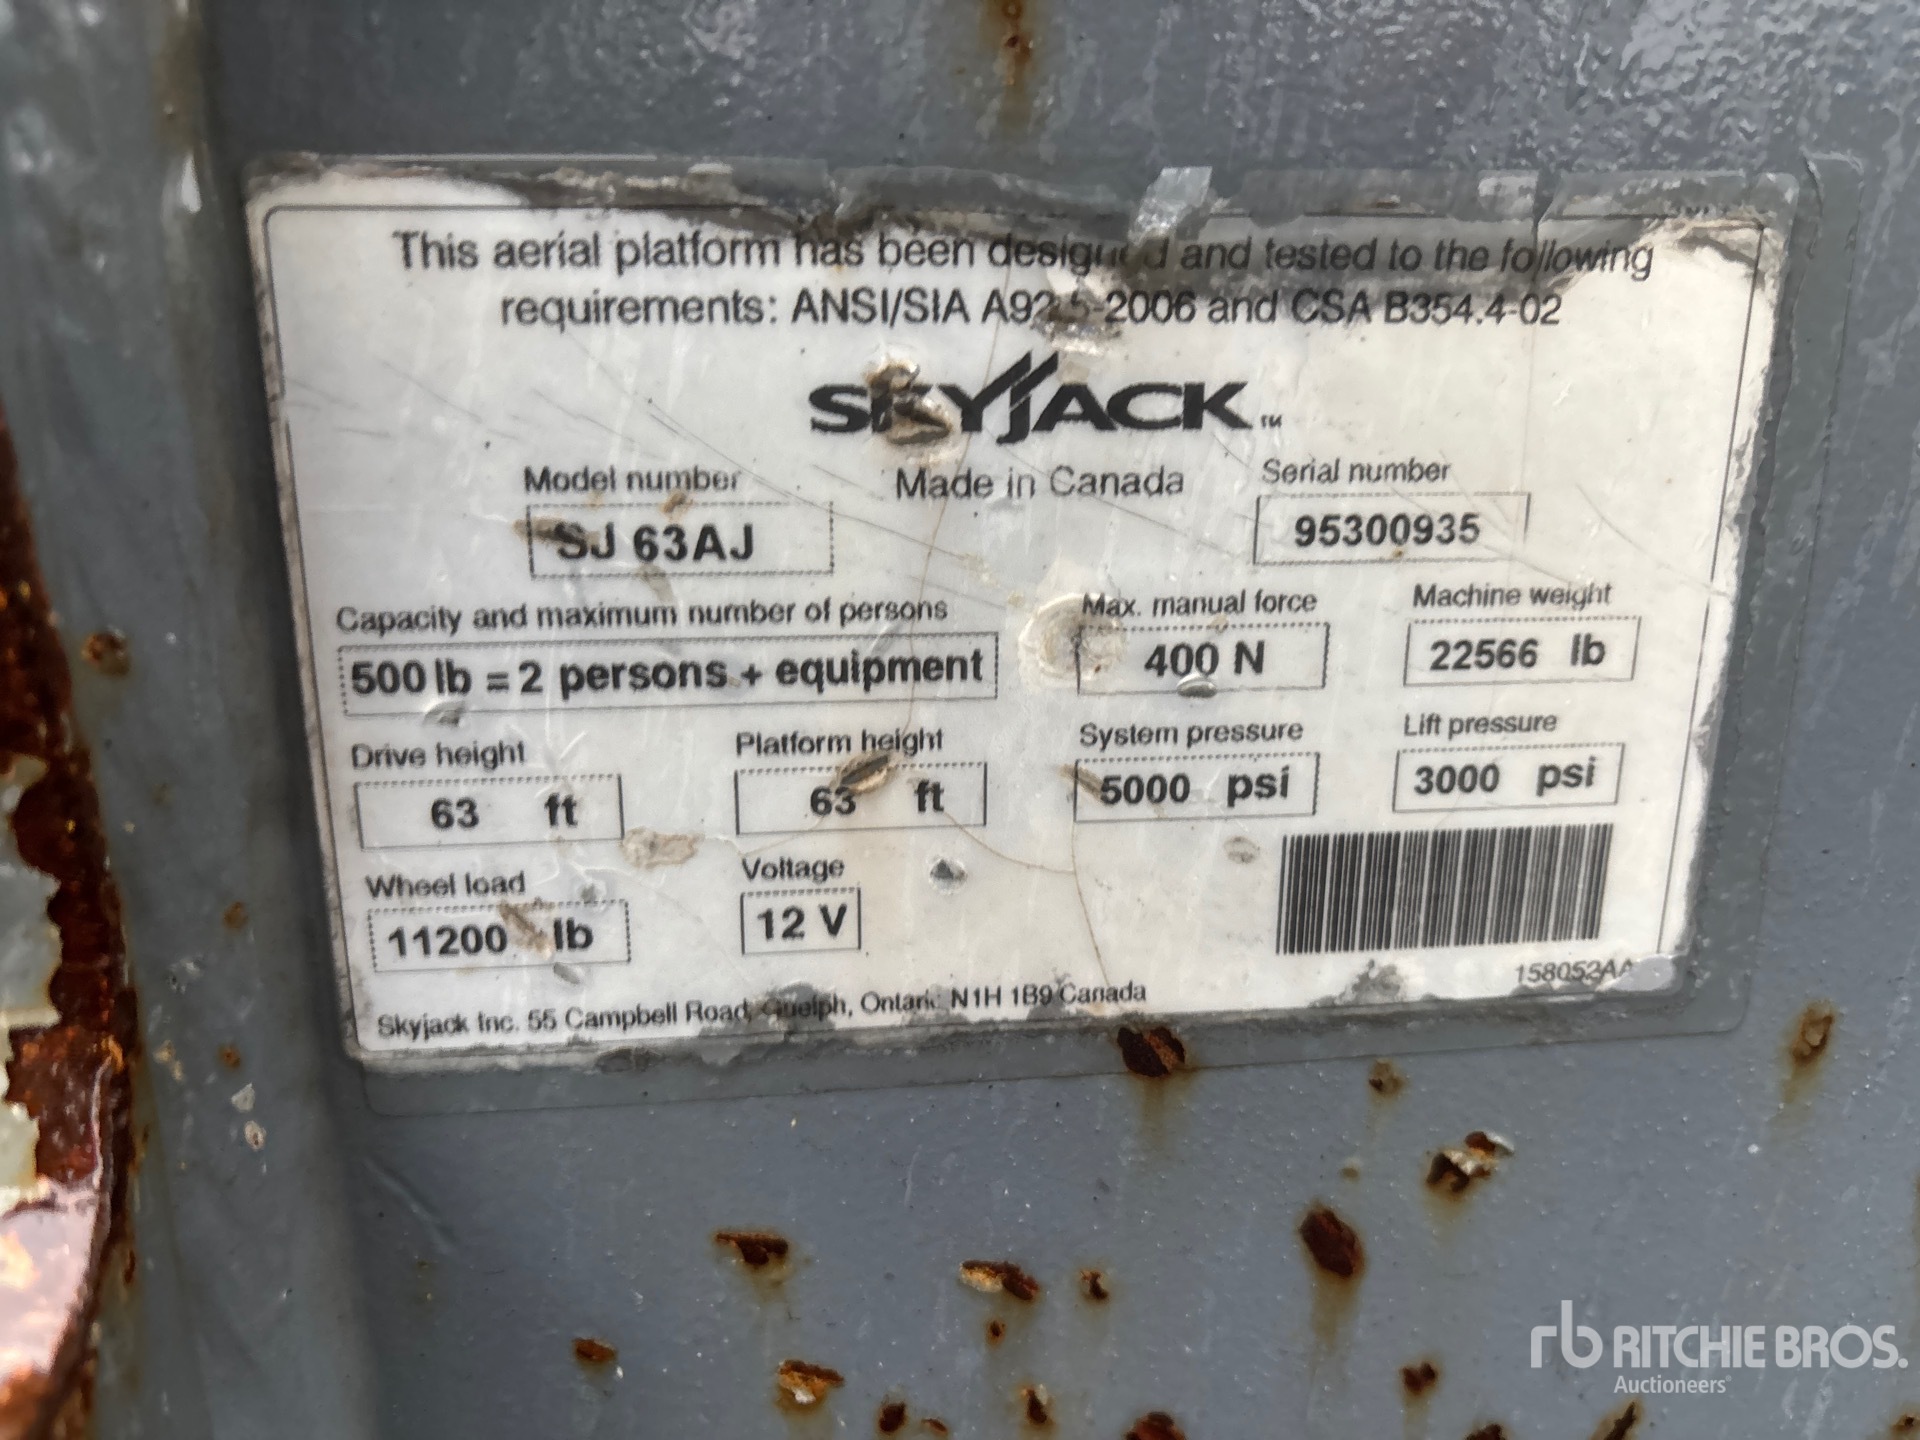 This aerial platform has been designed and tested to the following
requirements: ANSI/SIA A92.5-2006 and CSA B354.4-02
SKYJACK™
Made in Canada
Model number
SJ 63AJ
Serial number
95300935
Capacity and maximum number of persons
500 lb = 2 persons + equipment
Max. manual force
400 N
Machine weight
22566 lb
Drive height
63 ft
Platform height
63 ft
System pressure
5000 psi
Lift pressure
3000 psi
Wheel load
11200 lb
Voltage
12 V
158052AA
Skyjack Inc. 55 Campbell Road, Guelph, Ontario N1H 1B9 Canada
rb RITCHIE BROS.
Auctioneers